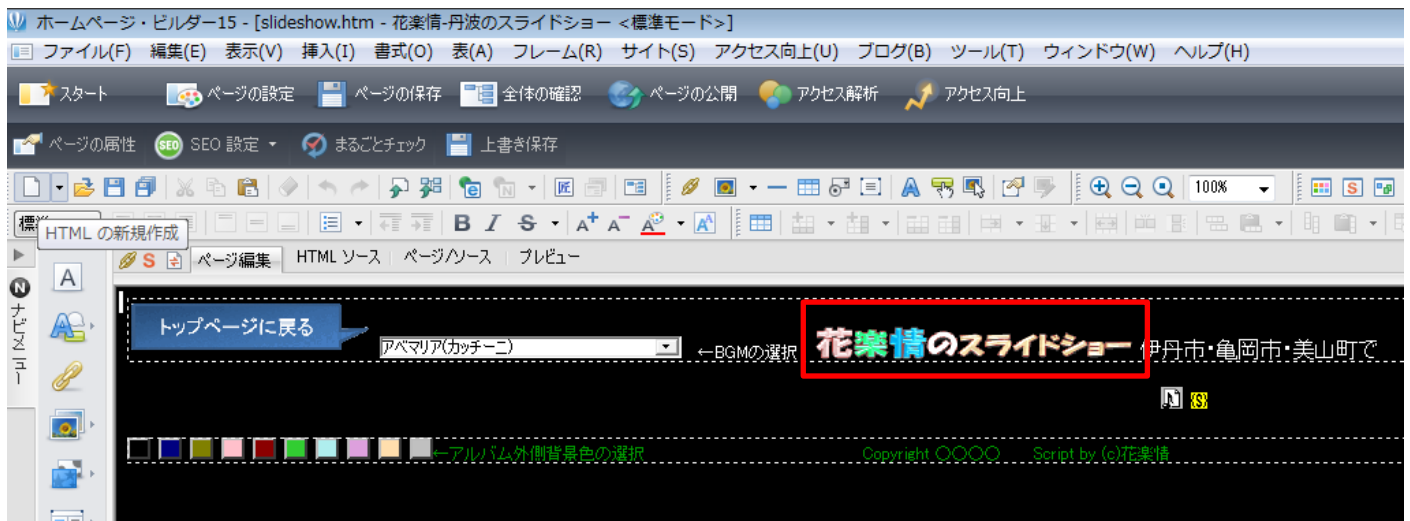 ホームページ・ビルダー15 - [slideshow.htm - 花楽情-丹波のスライドショー <標準モード>]
ファイル(F) 編集(E) 表示(V) 挿入(I) 書式(O) 表(A) フレーム(R) サイト(S) アクセス向上(U) ブログ(B) ツール(T) ウィンドウ(W) ヘルプ(H)
スタート ページの設定 ページの保存 全体の確認 ページの公開 アクセス解析 アクセス向上
ページの属性 SEO SEO 設定 まるごとチェック 上書き保存
100%
HTML の新規作成
ページ編集 HTML ソース ページ/ソース プレビュー
ナビメニュー
トップページに戻る
アベマリア(カッチーニ) ←BGMの選択 花楽情のスライドショー 伊丹市・亀岡市・美山町で
←アルバム外側背景色の選択 Copyright 〇〇〇〇 Script by (c)花楽情